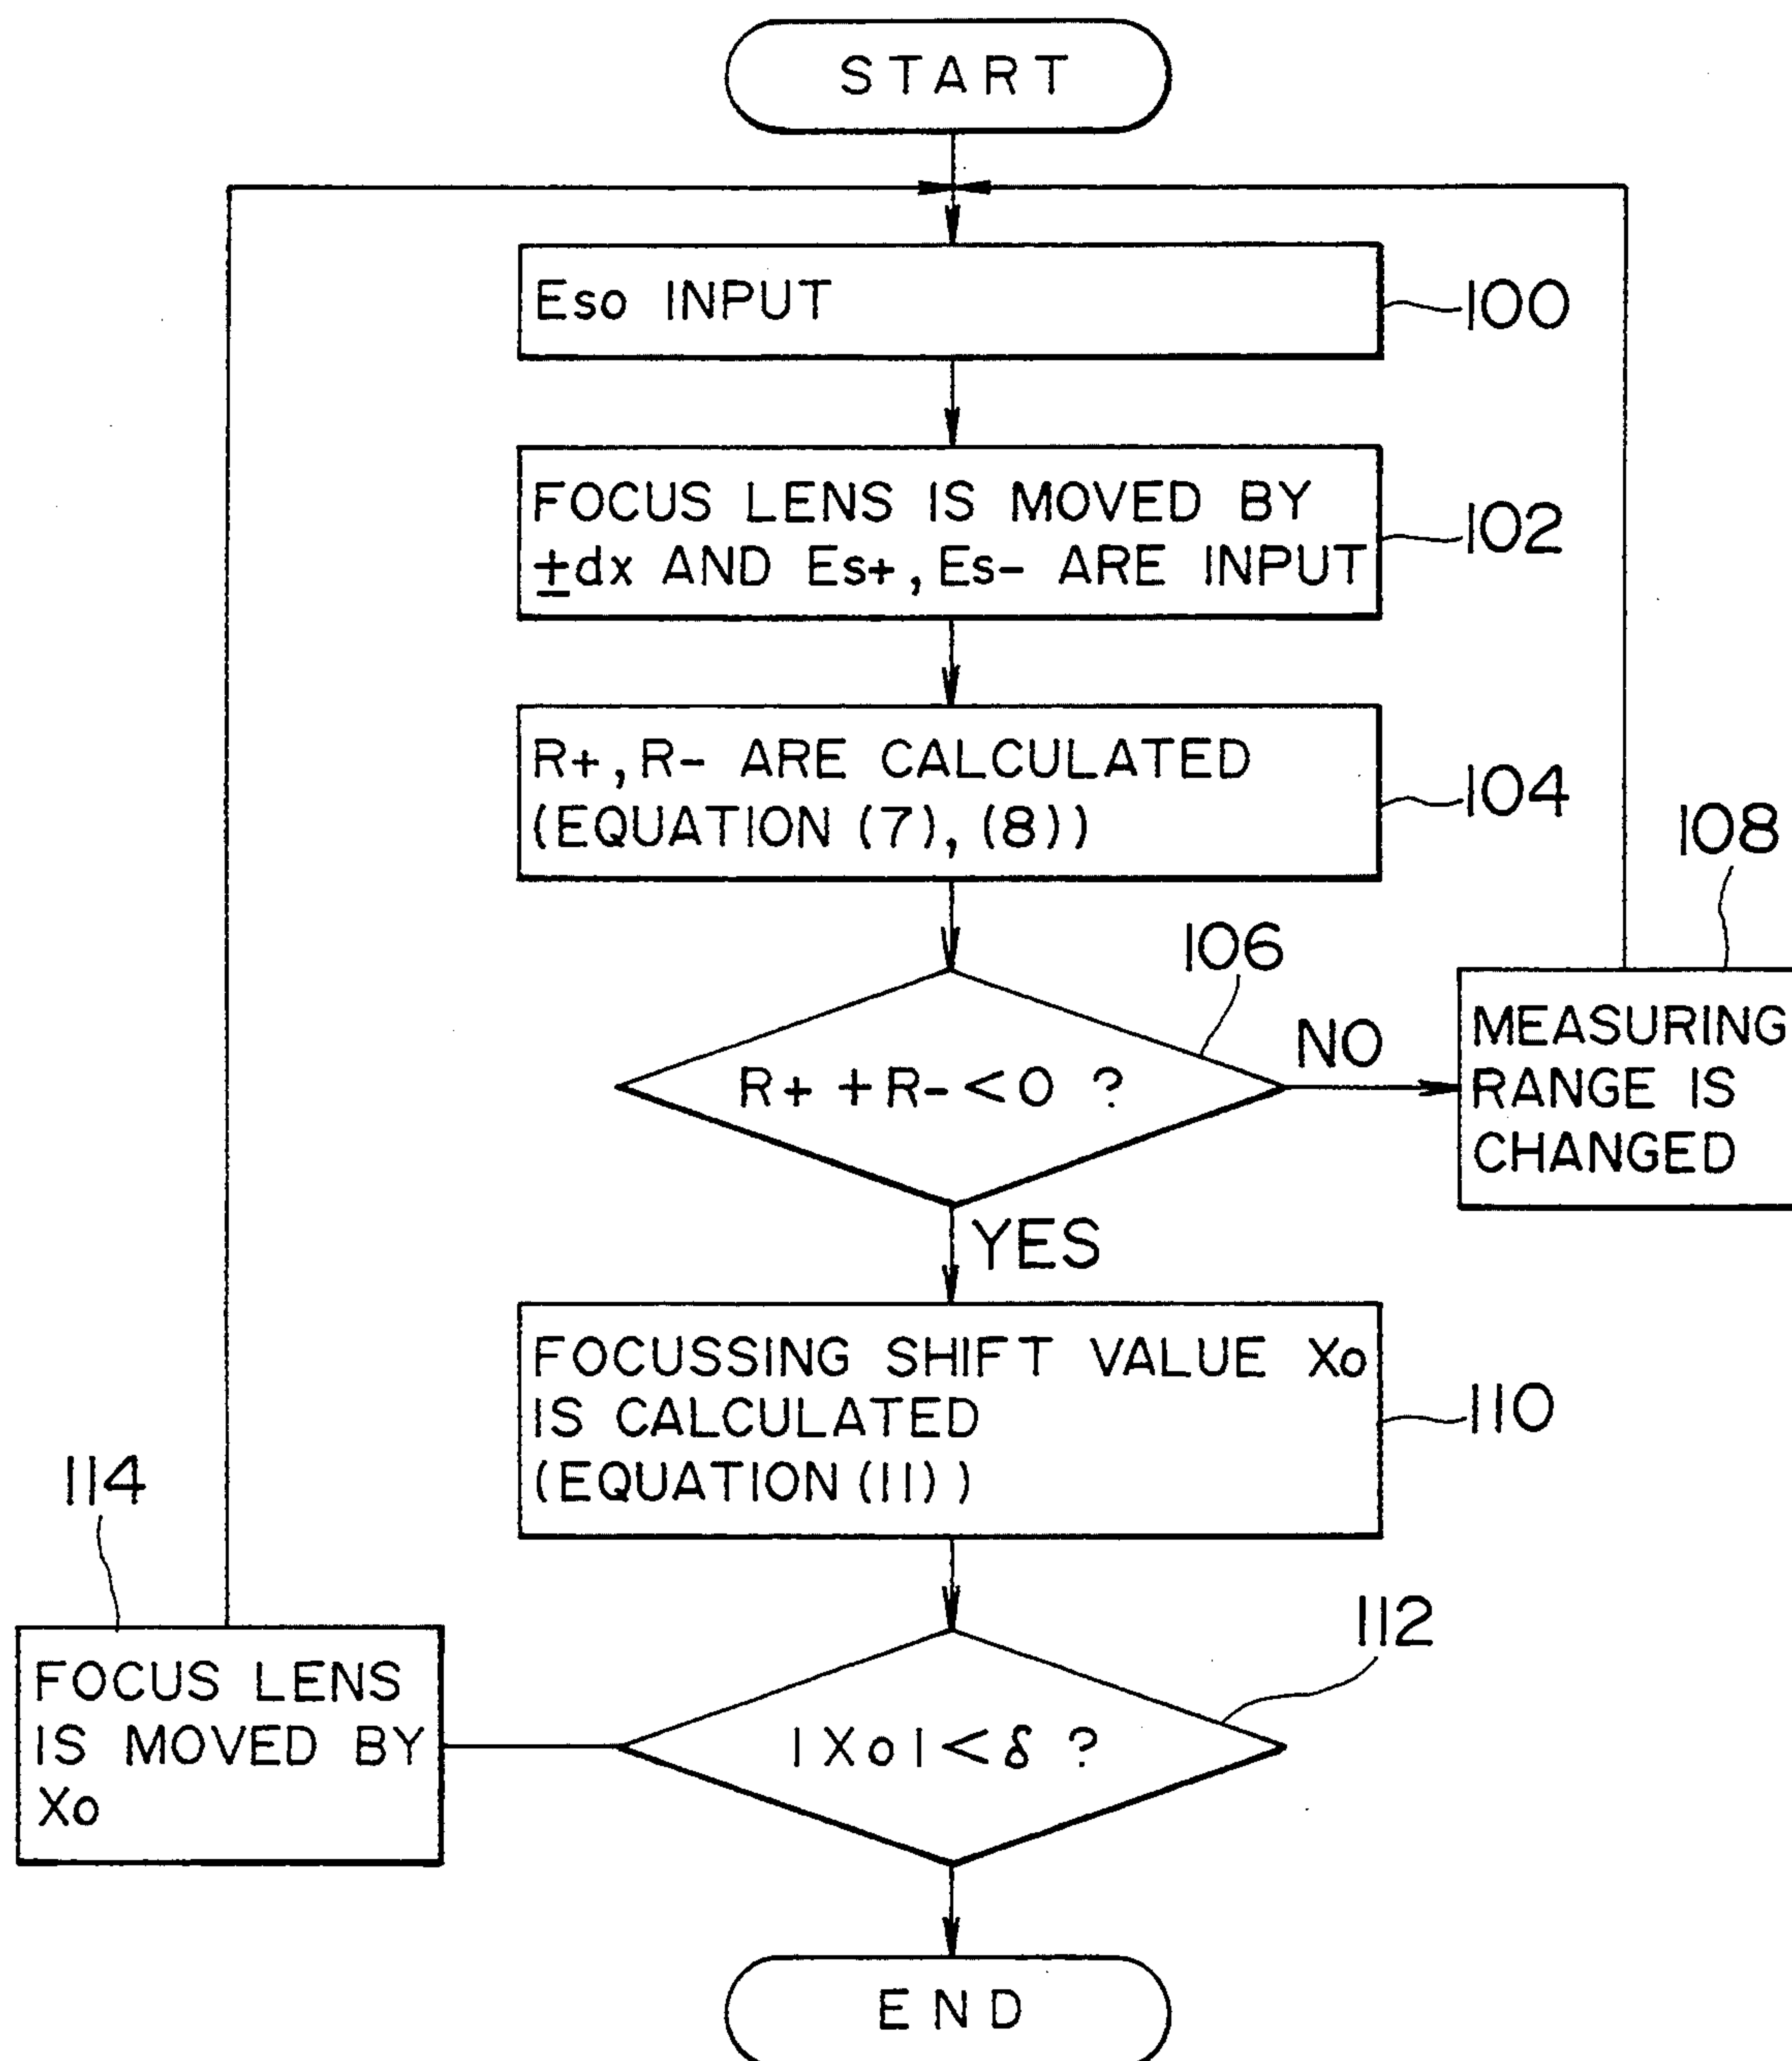 START
Eso INPUT
100
FOCUS LENS IS MOVED BY
±dx AND Es+, Es- ARE INPUT
102
R+, R- ARE CALCULATED
(EQUATION (7), (8))
104
108
106
R+ + R- < 0 ?
NO
MEASURING
RANGE IS
CHANGED
YES
FOCUSSING SHIFT VALUE Xo
IS CALCULATED
(EQUATION (11))
110
114
112
FOCUS LENS
IS MOVED BY
Xo
|Xo| < δ ?
END